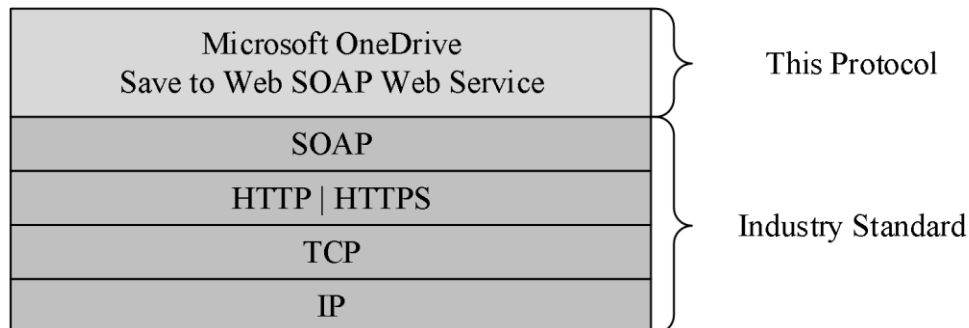 Microsoft OneDrive
Save to Web SOAP Web Service
This Protocol
SOAP
HTTP | HTTPS
TCP
IP
Industry Standard